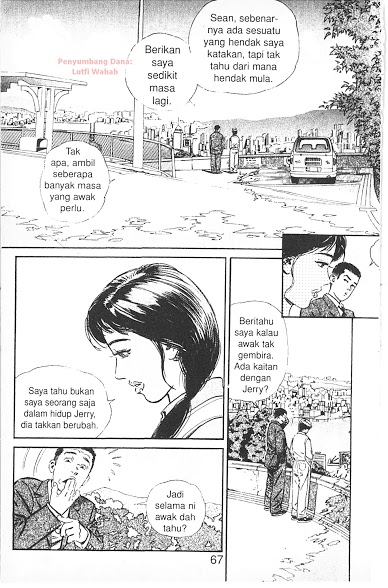 Sean, sebenar-
nya ada sesuatu
yang hendak saya
katakan, tapi tak
tahu dari mana
hendak mula.
Penyumbang Dana:
Lutfi Wahab
Berikan
saya
sedikit
masa
lagi.
Tak
apa, ambil
seberapa
banyak masa
yang awak
perlu.
Beritahu
saya kalau
awak tak
gembira.
Ada kaitan
dengan
Jerry?
Saya tahu bukan
saya seorang saja
dalam hidup Jerry,
dia takkan berubah.
Jadi
selama ni
awak dah
tahu?
67